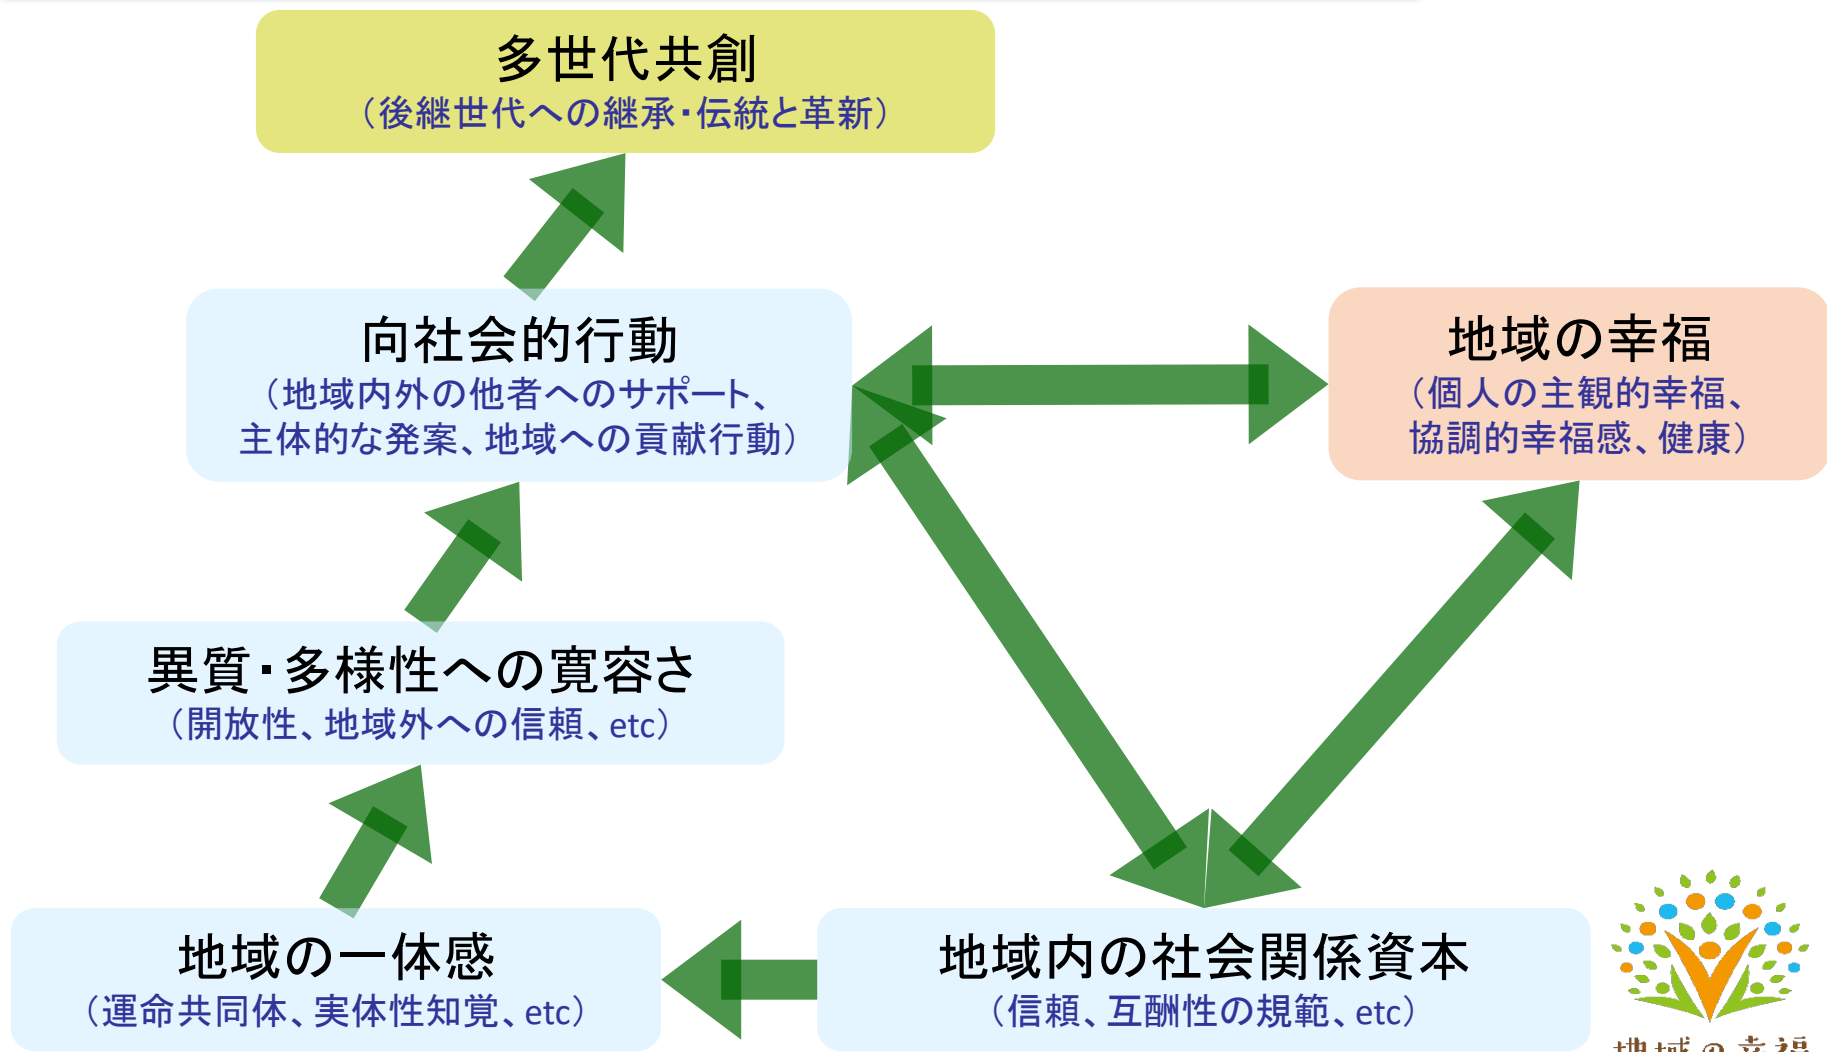 多世代共創
（後継世代への継承・伝統と革新）
向社会的行動
（地域内外の他者へのサポート、
主体的な発案、地域への貢献行動）
地域の幸福
（個人の主観的幸福、
協調的幸福感、健康）
異質・多様性への寛容さ
（開放性、地域外への信頼、etc）
地域の一体感
（運命共同体、実体性知覚、etc）
地域内の社会関係資本
（信頼、互酬性の規範、etc）
地域の幸福